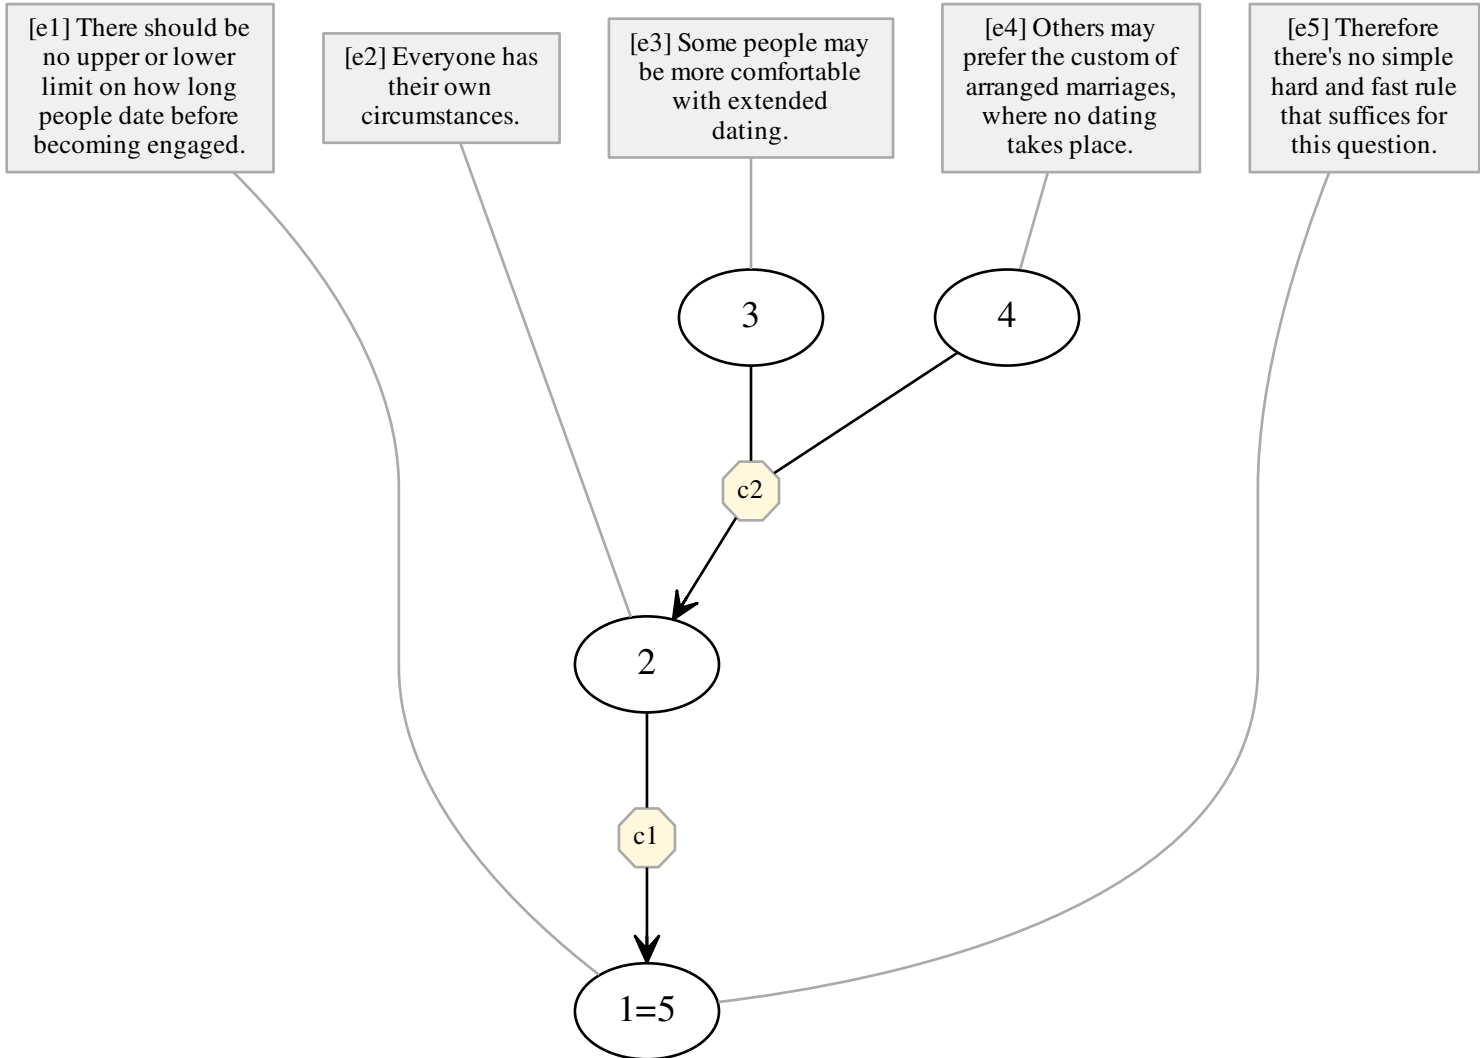 [e1] There should be
no upper or lower
limit on how long
people date before
becoming engaged.
[e2] Everyone has
their own
circumstances.
[e3] Some people may
be more comfortable
with extended
dating.
[e4] Others may
prefer the custom of
arranged marriages,
where no dating
takes place.
[e5] Therefore
there's no simple
hard and fast rule
that suffices for
this question.
3
4
c2
2
c1
1=5